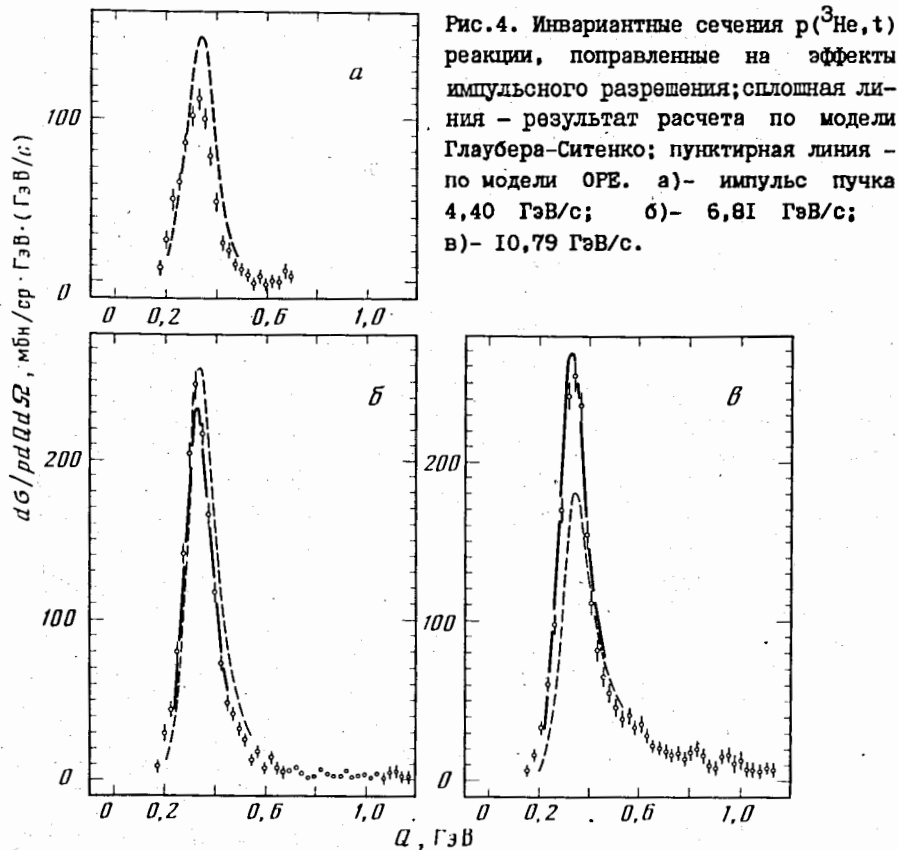 Рис.4. Инвариантные сечения p(³He,t)
реакции, поправленные на эффекты
импульсного разрешения; сплошная ли-
ния – результат расчета по модели
Глаубера-Ситенко; пунктирная линия –
по модели OPE. а)- импульс пучка
4,40 ГэВ/с; б)- 6,8I ГэВ/с;
в)- I0,79 ГэВ/с.
а
100
0
0 0,2 0,6 1,0
dσ/pdQdΩ, мбн/ср·ГэВ·(ГэВ/с)
б
200
100
0
0 0,2 0,6 1,0
в
200
100
0
0 0,2 0,6 1,0
Q, ГэВ